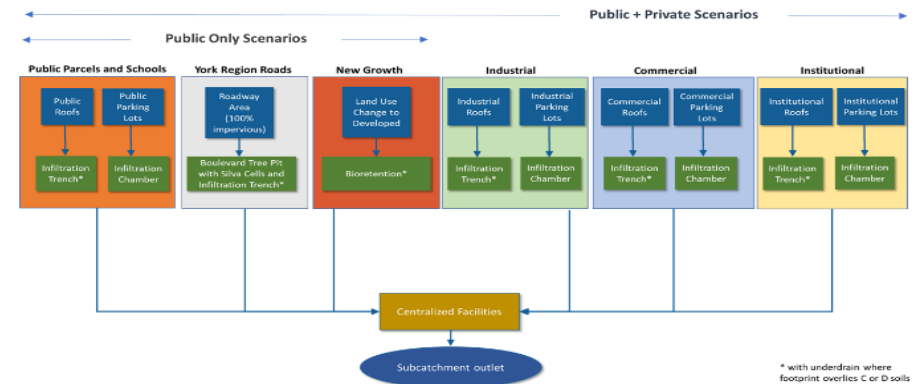 Public + Private Scenarios
Public Only Scenarios
Public Parcels and Schools
York Region Roads
New Growth
Industrial
Commercial
Institutional
Public
Roofs
Public
Parking
Lots
Roadway
Area
(100%
impervious)
Land Use
Change to
Developed
Industrial
Roofs
Industrial
Parking
Lots
Commercial
Roofs
Commercial
Parking
Lots
Institutional
Roofs
Institutional
Parking Lots
Infiltration
Trench*
Infiltration
Chamber
Boulevard Tree Pit
with Silva Cells and
Infiltration Trench*
Bioretention*
Infiltration
Trench*
Infiltration
Chamber
Infiltration
Trench*
Infiltration
Chamber
Infiltration
Trench*
Infiltration
Chamber
Centralized Facilities
Subcatchment outlet
* with underdrain where
footprint overlies C or D soils